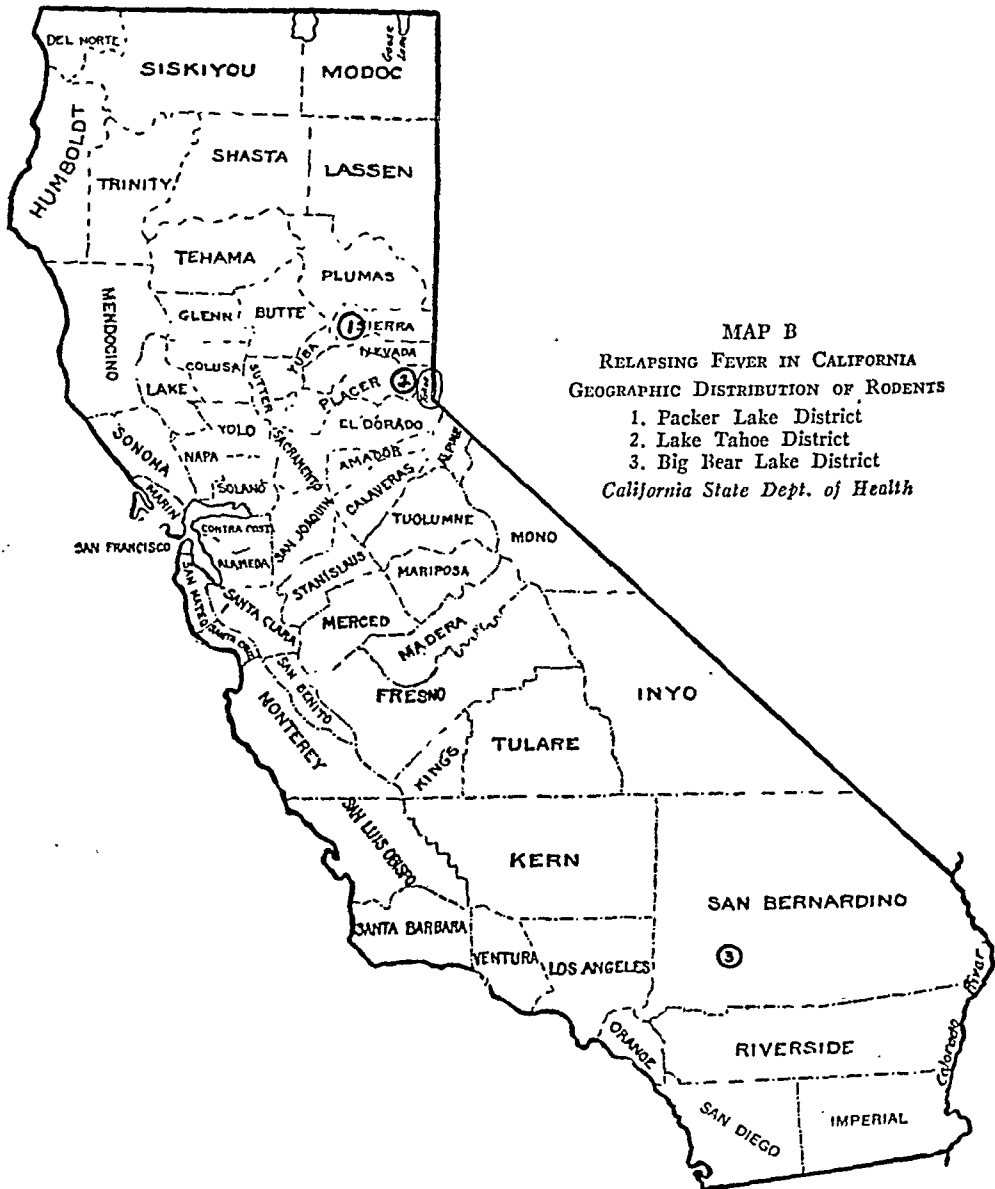 DEL NORTE
SISKIYOU
MODOC
Goose
HUMBOLDT
TRINITY
SHASTA
LASSEN
TEHAMA
PLUMAS
MENDOCINO
GLENN
BUTTE
1
SIERRA
COLUSA
YUBA
NEVADA
LAKE
SUTTER
PLACER
2
YOLO
EL DORADO
SONOMA
NAPA
SACRAMENTO
AMADOR
ALPINE
MARIN
SOLANO
CALAVERAS
SAN FRANCISCO
CONTRA COSTA
SAN JOAQUIN
TUOLUMNE
MONO
ALAMEDA
STANISLAUS
MARIPOSA
SAN MATEO
SANTA CLARA
MERCED
MADERA
SAN BENITO
FRESNO
INYO
MONTEREY
KINGS
TULARE
SAN LUIS OBISPO
KERN
SAN BERNARDINO
SANTA BARBARA
VENTURA
LOS ANGELES
3
ORANGE
RIVERSIDE
Colorado River
SAN DIEGO
IMPERIAL
MAP B
RELAPSING FEVER IN CALIFORNIA
GEOGRAPHIC DISTRIBUTION OF RODENTS
1. Packer Lake District
2. Lake Tahoe District
3. Big Bear Lake District
California State Dept. of Health